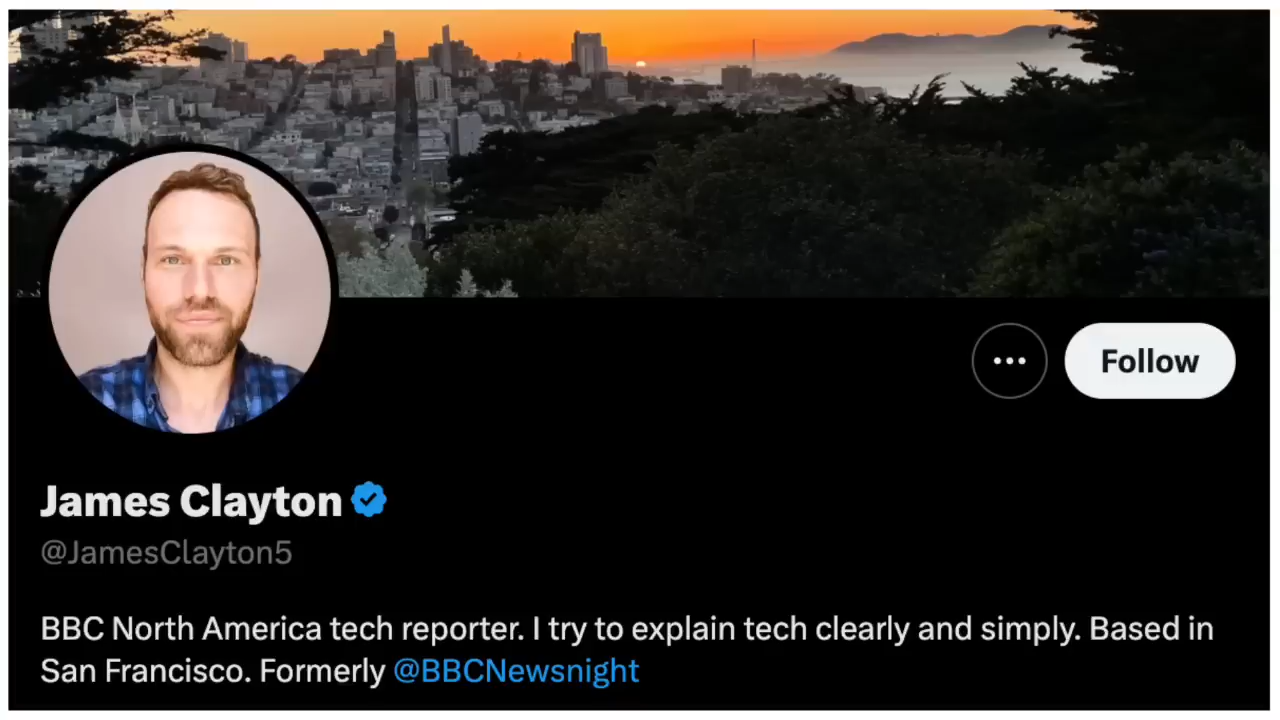 Follow
James Clayton
@JamesClayton5
BBC North America tech reporter. I try to explain tech clearly and simply. Based in
San Francisco. Formerly @BBCNewsnight